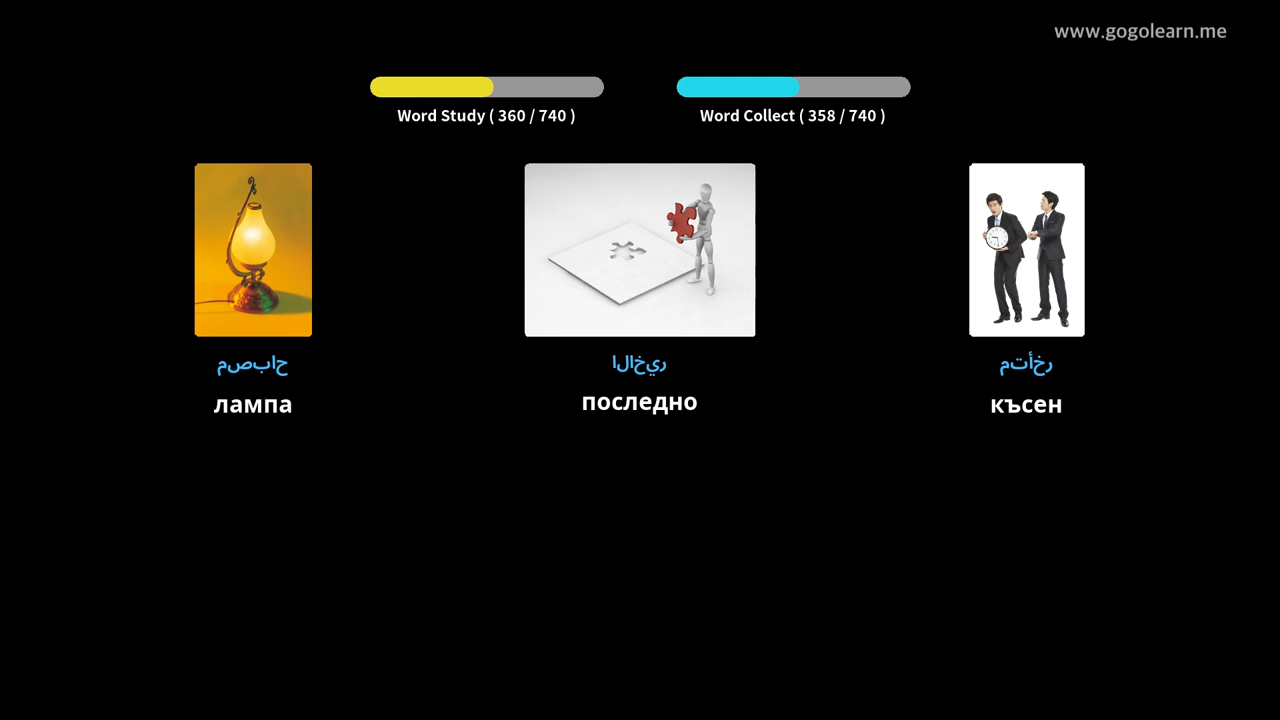 www.gogolearn.me
Word Study ( 360 / 740 )
Word Collect ( 358 / 740 )
مصباح
лампа
الاخير
последно
متأخر
късен